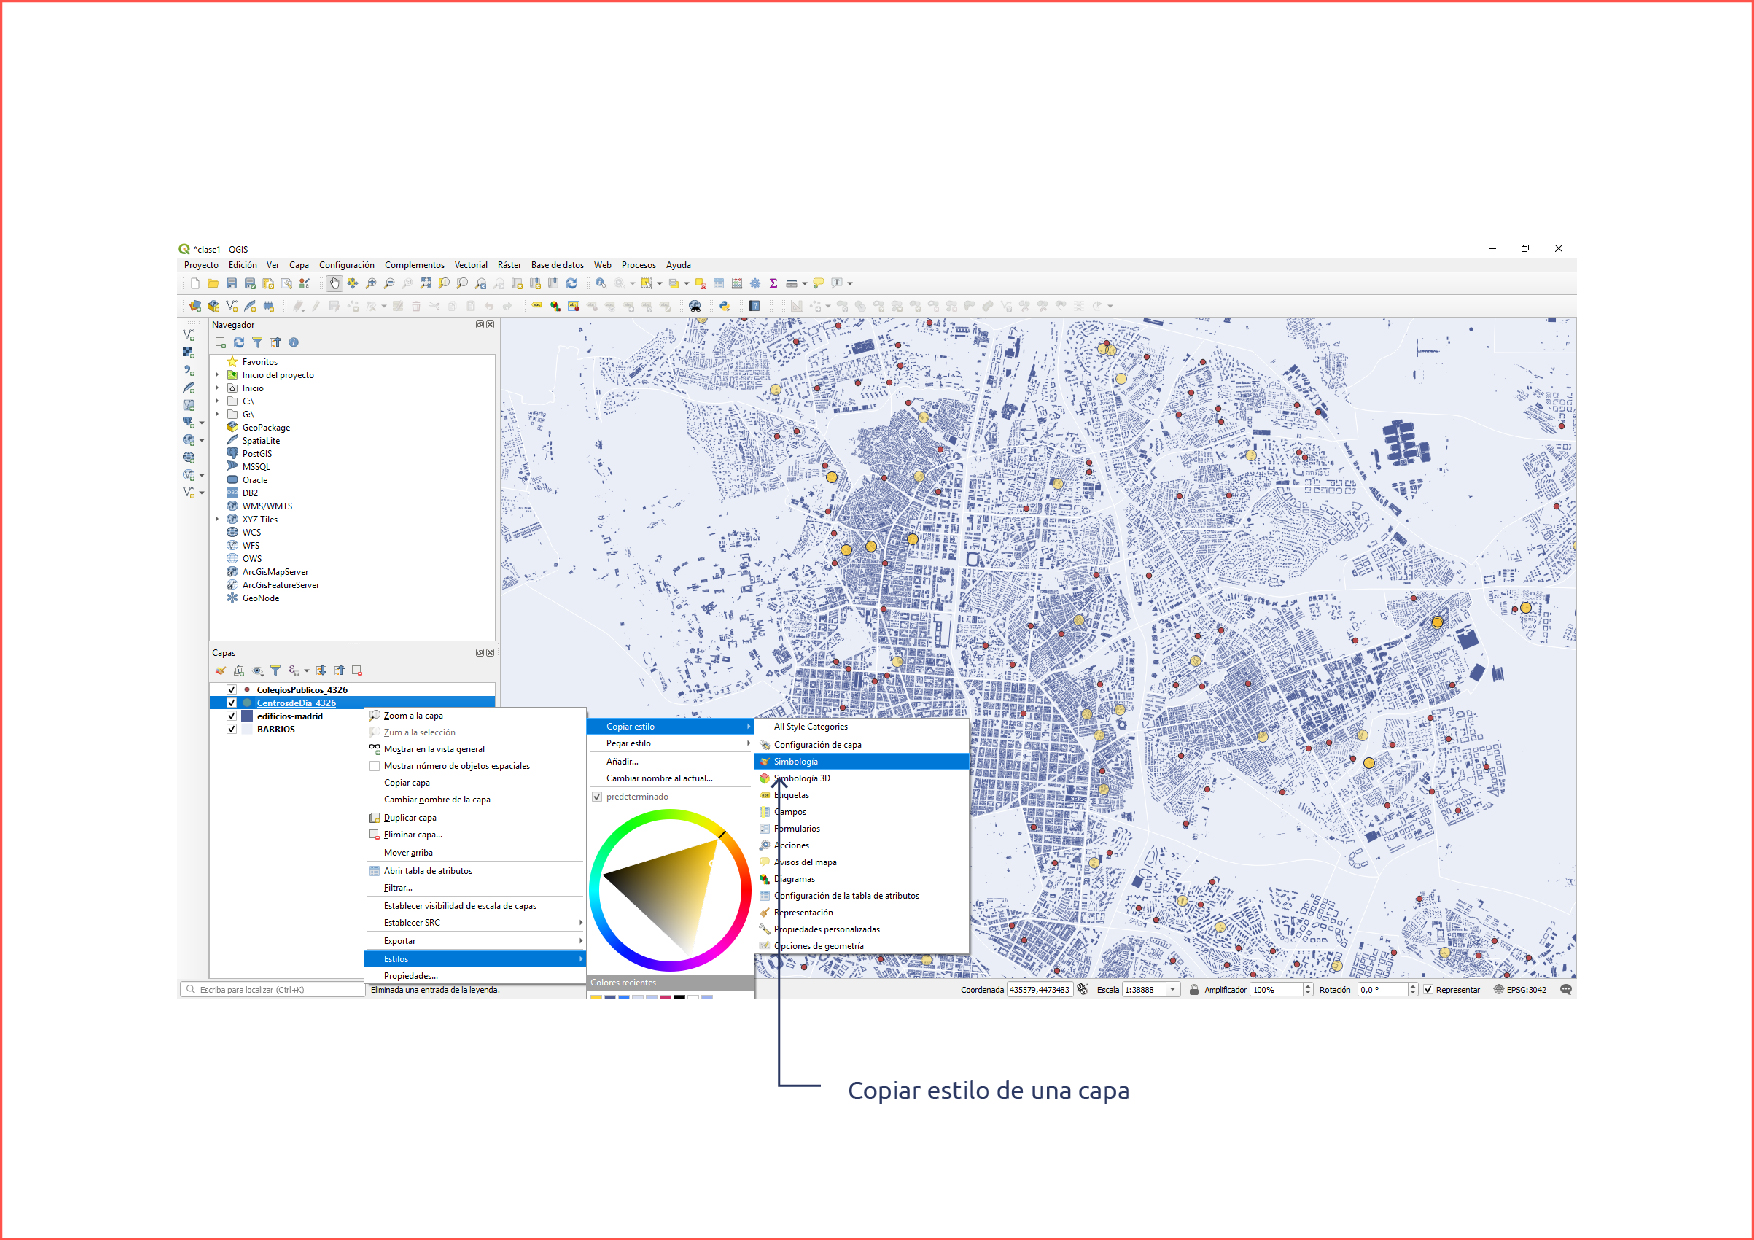 *clase1 - QGIS
Proyecto Edición Ver Capa Configuración Complementos Vectorial Ráster Base de datos Web Procesos Ayuda
Navegador
Favoritos
Inicio del proyecto
Inicio
C:\
G:\
GeoPackage
SpatiaLite
PostGIS
MSSQL
Oracle
DB2
WMS/WMTS
XYZ Tiles
WCS
WFS
OWS
ArcGisMapServer
ArcGisFeatureServer
GeoNode
Capas
ColegiosPublicos_4326
CentrosdeDia_4326
edificios-madrid
BARRIOS
Zoom a la capa
Zum a la selección
Mostrar en la vista general
Mostrar número de objetos espaciales
Copiar capa
Cambiar nombre de la capa
Duplicar capa
Eliminar capa...
Mover arriba
Abrir tabla de atributos
Filtrar...
Establecer visibilidad de escala de capas
Establecer SRC
Exportar
Estilos
Propiedades...
Copiar estilo
Pegar estilo
Añadir...
Cambiar nombre al actual...
predeterminado
Colores recientes
All Style Categories
Configuración de capa
Simbología
Simbología 3D
Etiquetas
Campos
Formularios
Acciones
Avisos del mapa
Diagramas
Configuración de la tabla de atributos
Representación
Propiedades personalizadas
Opciones de geometría
Escriba para localizar (Ctrl+K)
Eliminada una entrada de la leyenda.
Coordenada 435579,4473483 Escala 1:38888 Amplificador 100% Rotación 0,0 ° Representar EPSG:3042
Copiar estilo de una capa